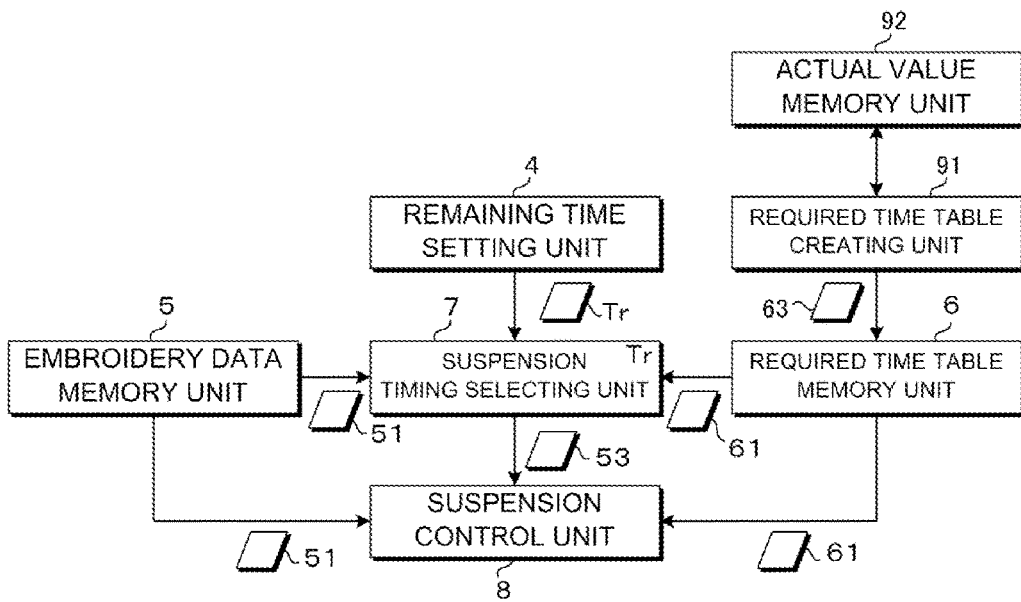 92
ACTUAL VALUE
MEMORY UNIT
4
REMAINING TIME
SETTING UNIT
91
REQUIRED TIME TABLE
CREATING UNIT
Tr
63
5
EMBROIDERY DATA
MEMORY UNIT
7
SUSPENSION
TIMING SELECTING UNIT
Tr
6
REQUIRED TIME TABLE
MEMORY UNIT
51
61
53
SUSPENSION
CONTROL UNIT
8
51
61